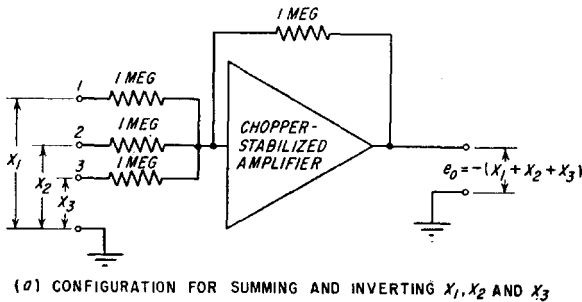 1 MEG
1 MEG
1
1 MEG
2
1 MEG
3
X1
X2
X3
CHOPPER-
STABILIZED
AMPLIFIER
e0=-(X1+X2+X3)
(a) CONFIGURATION FOR SUMMING AND INVERTING X1, X2 AND X3